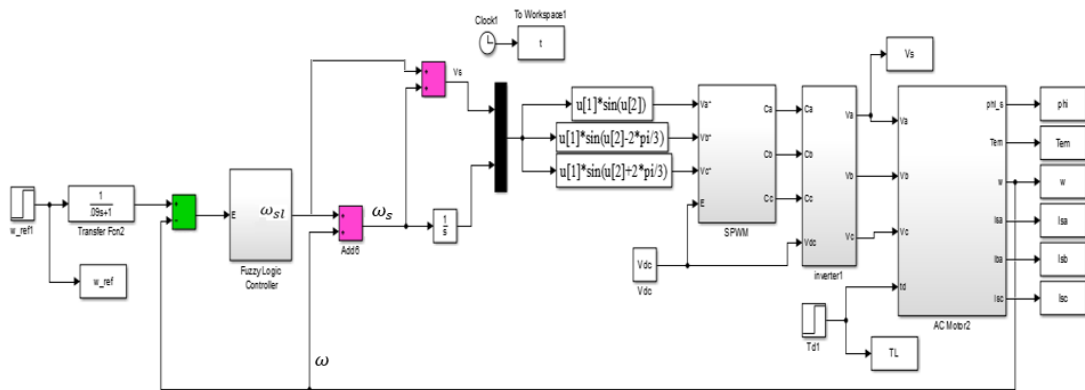 To Workspace1
Clock1
t
Vs
Vs
+
+
u[1]*sin(u[2])
u[1]*sin(u[2]-2*pi/3)
u[1]*sin(u[2]+2*pi/3)
Va*
Vb*
Vc*
E
Ca
Cb
Cc
SPWM
Ca
Cb
Cc
Vdc
Va
Vb
Vc
inverter1
Va
Vb
Vc
td
phi_s
Tem
w
Isa
Iba
Isc
AC Motor2
phi
Tem
w
Isa
Isb
Isc
w_ref1
1
.09s+1
Transfer Fcn2
w_ref
+
-
E
ωsl
Fuzzy Logic
Controller
+
+
Add6
ωs
1
s
Vdc
Vdc
Td1
TL
ω